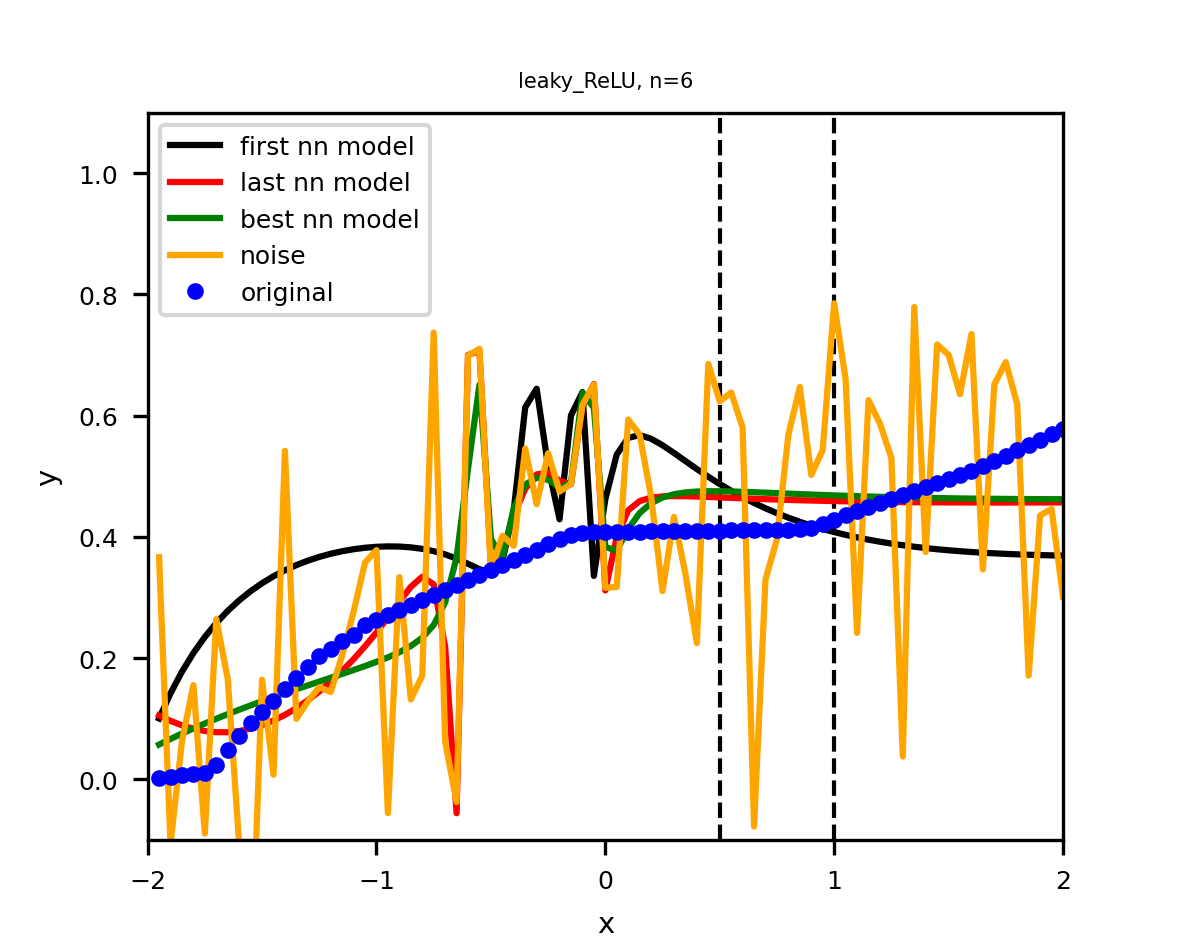 leaky_ReLU, n=6
first nn model
last nn model
best nn model
noise
original
1.0
0.8
0.6
0.4
0.2
0.0
y
−2
−1
0
1
2
x